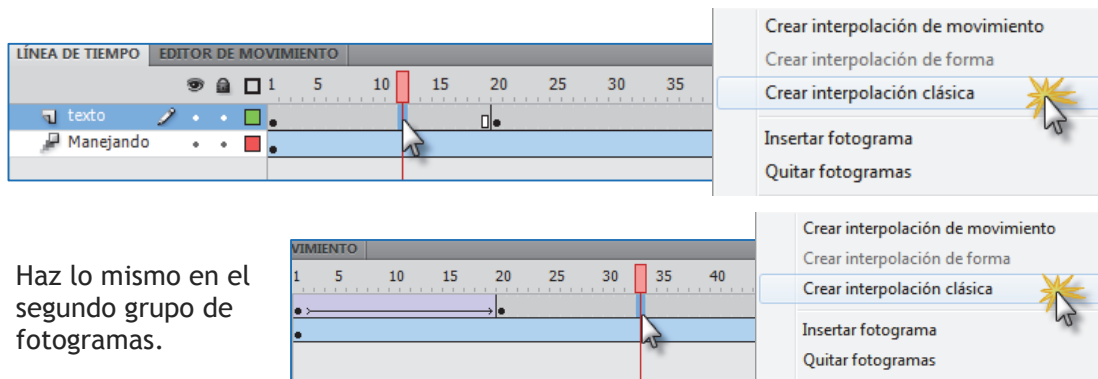 Crear interpolación de movimiento
LÍNEA DE TIEMPO EDITOR DE MOVIMIENTO
Crear interpolación de forma
1 5 10 15 20 25 30 35
Crear interpolación clásica
texto
Manejando
Insertar fotograma
Quitar fotogramas
Crear interpolación de movimiento
VIMIENTO
Crear interpolación de forma
1 5 10 15 20 25 30 35 40
Crear interpolación clásica
Haz lo mismo en el
segundo grupo de
fotogramas.
Insertar fotograma
Quitar fotogramas